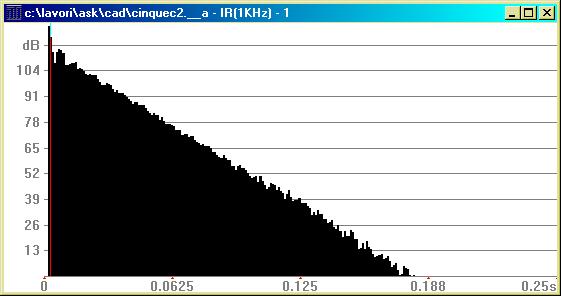 c:\lavori\ask\cad\cinquec2.__a - IR(1KHz) - 1
dB
104
91
78
65
52
39
26
13
0 0.0625 0.125 0.188 0.25s